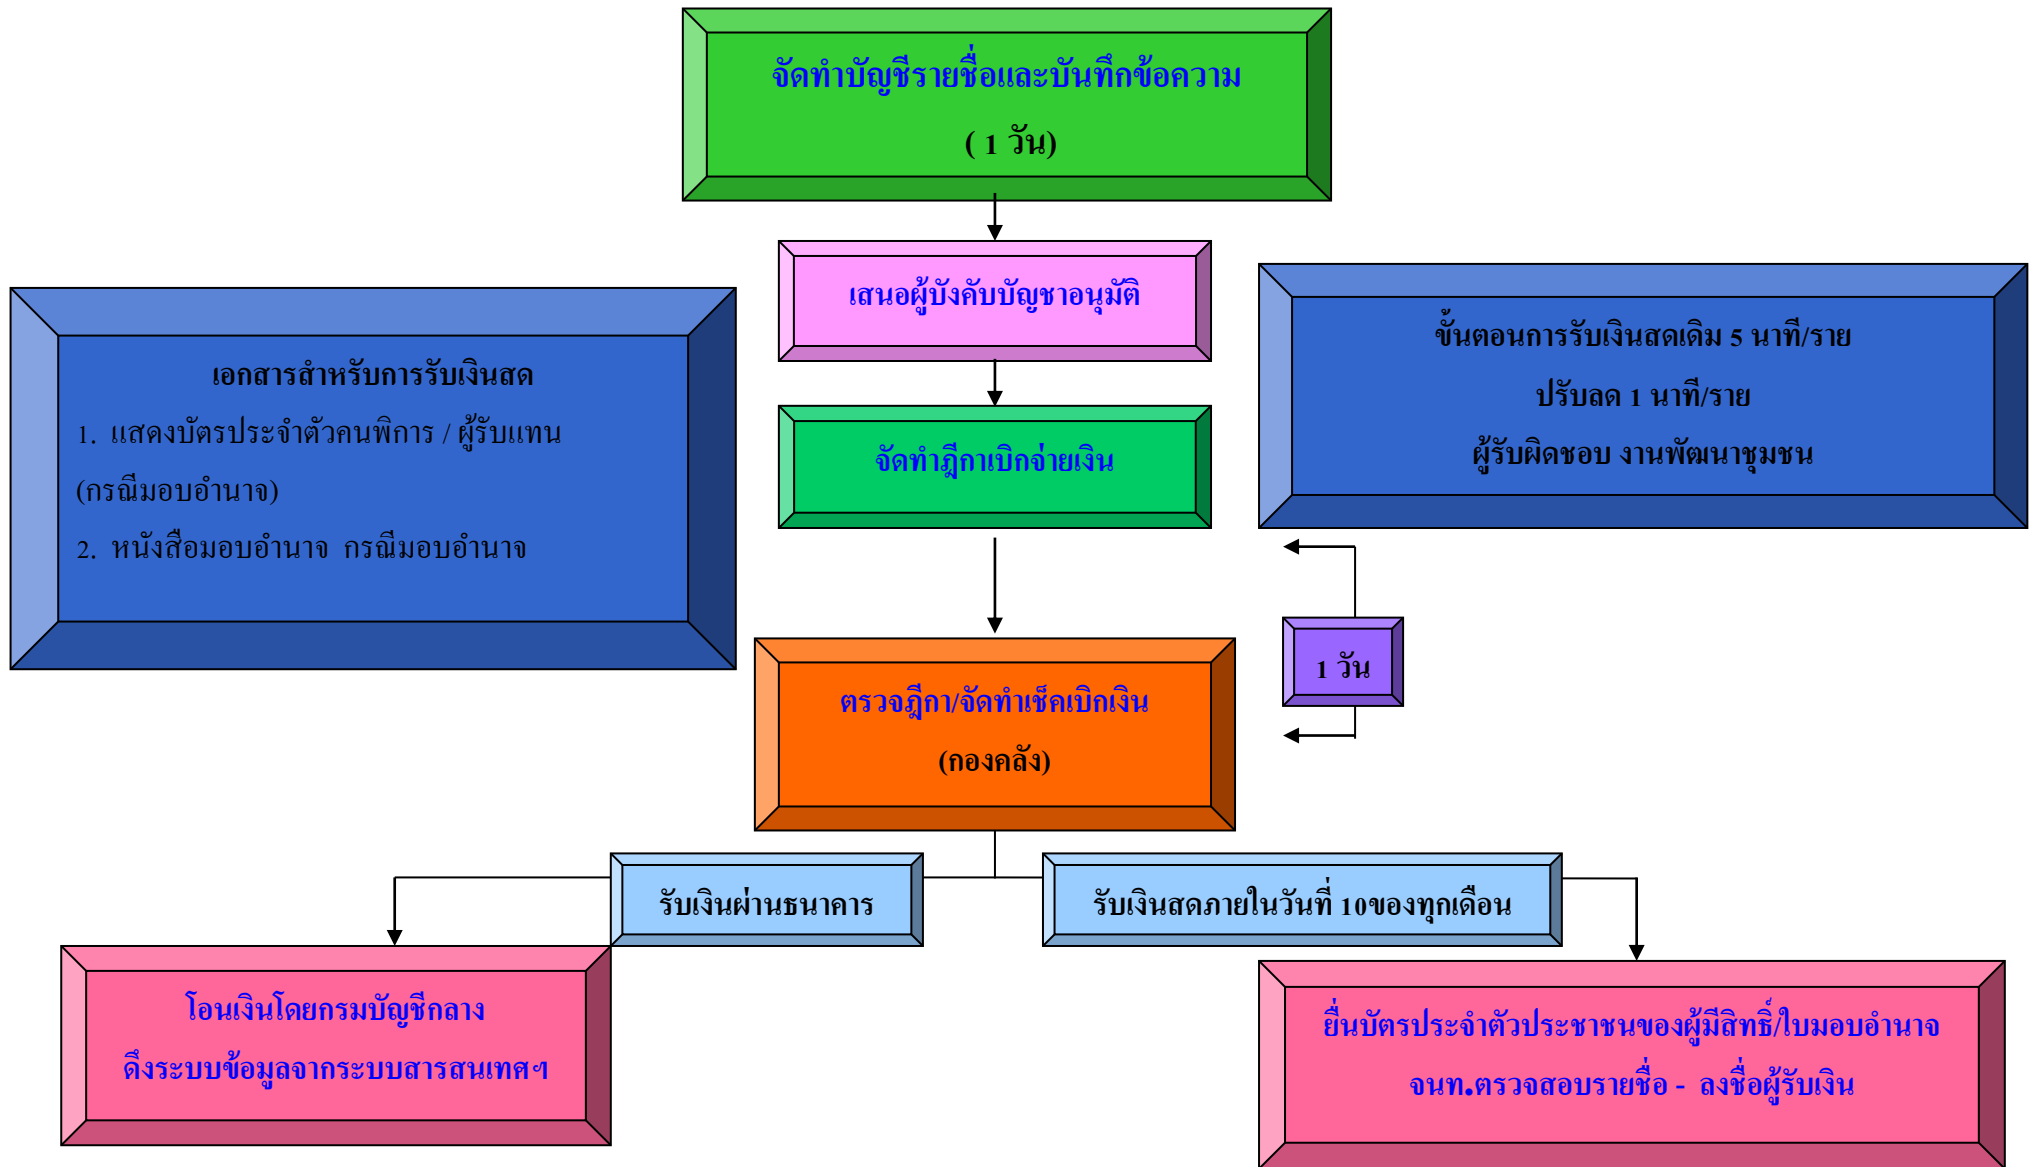 จัดทำบัญชีรายชื่อและบันทึกข้อความ
( 1 วัน)
เสนอผู้บังคับบัญชาอนุมัติ
เอกสารสำหรับการรับเงินสด
1. แสดงบัตรประจำตัวคนพิการ / ผู้รับแทน
(กรณีมอบอำนาจ)
2. หนังสือมอบอำนาจ กรณีมอบอำนาจ
ขั้นตอนการรับเงินสดเดิม 5 นาที/ราย
ปรับลด 1 นาที/ราย
ผู้รับผิดชอบ งานพัฒนาชุมชน
จัดทำฎีกาเบิกจ่ายเงิน
1 วัน
ตรวจฎีกา/จัดทำเช็คเบิกเงิน
(กองคลัง)
รับเงินผ่านธนาคาร
รับเงินสดภายในวันที่ 10ของทุกเดือน
โอนเงินโดยกรมบัญชีกลาง
ดึงระบบข้อมูลจากระบบสารสนเทศฯ
ยื่นบัตรประจำตัวประชาชนของผู้มีสิทธิ์/ใบมอบอำนาจ
จนท.ตรวจสอบรายชื่อ - ลงชื่อผู้รับเงิน